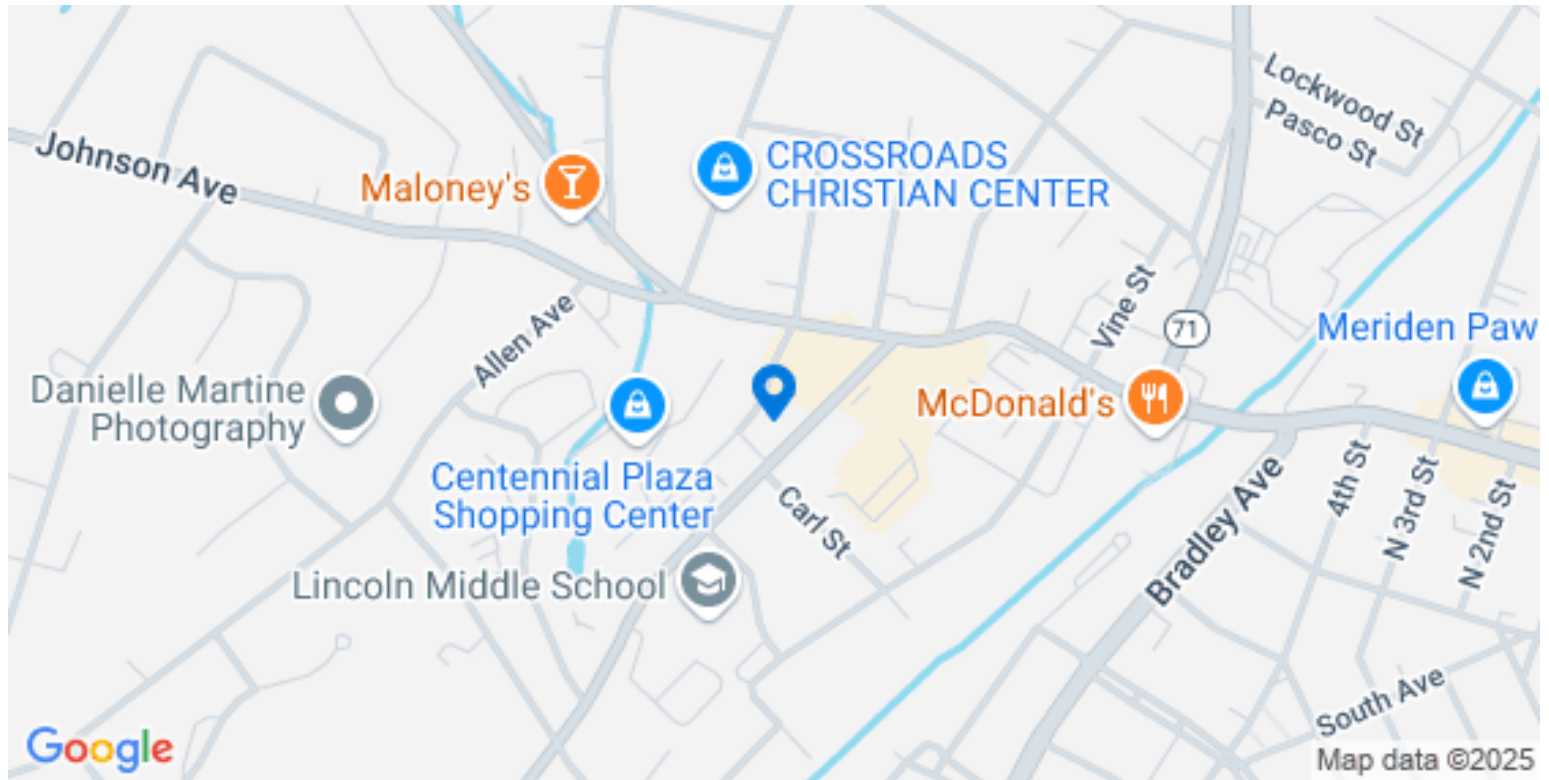 Lockwood St
Pasco St
Johnson Ave
CROSSROADS
CHRISTIAN CENTER
Maloney's
Vine St
71
Allen Ave
Meriden Paw
Danielle Martine
Photography
McDonald's
Centennial Plaza
Shopping Center
Carl St
4th St
N 3rd St
N 2nd St
Bradley Ave
Lincoln Middle School
South Ave
Google
Map data ©2025